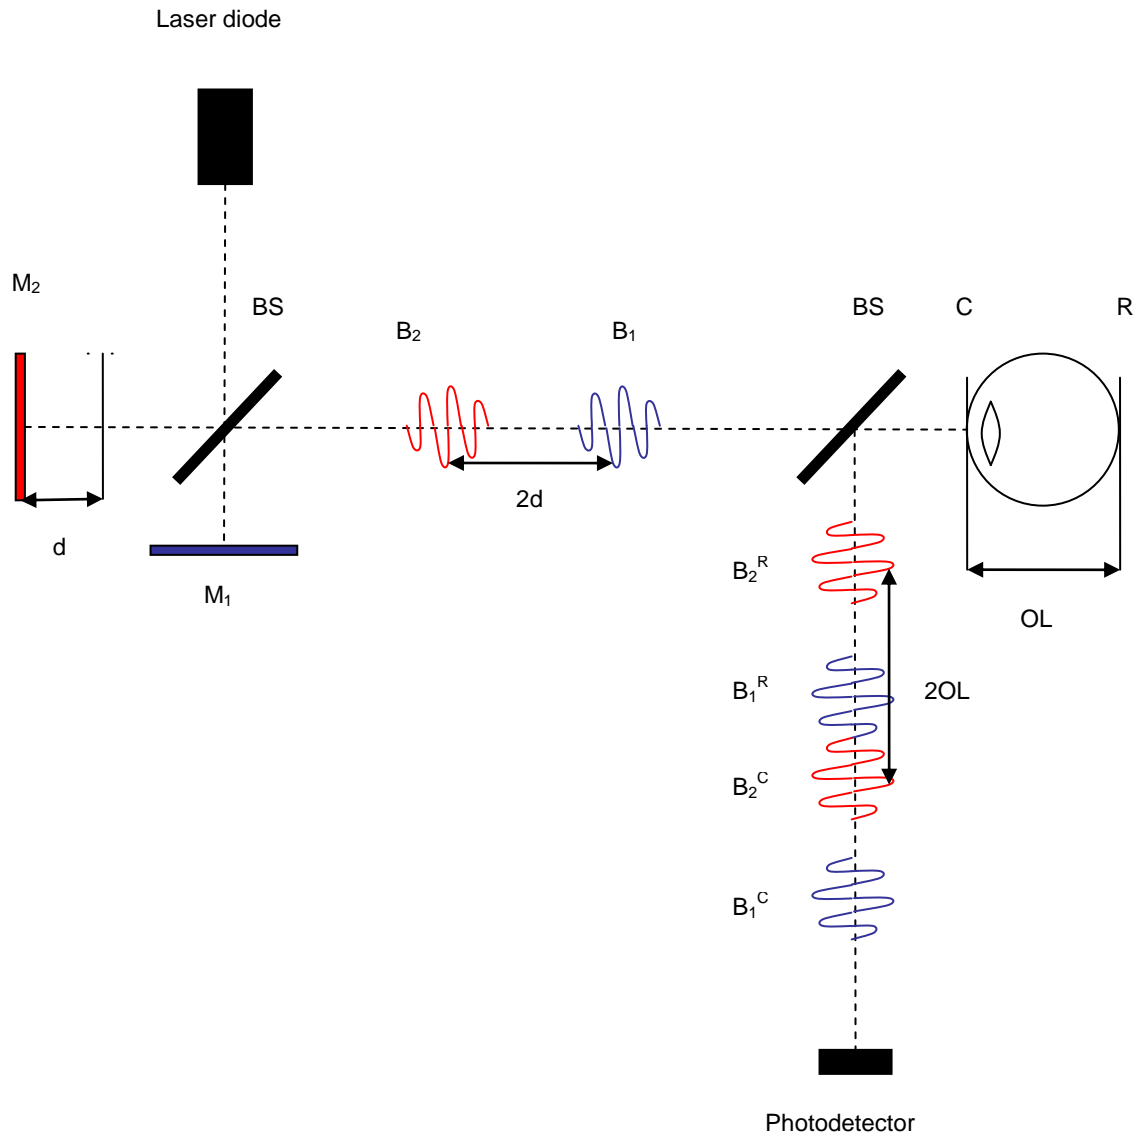 Laser diode
M₂
BS
BS
C
R
B₂
B₁
2d
d
M₁
B₂ᴿ
OL
B₁ᴿ
2OL
B₂ᶜ
B₁ᶜ
Photodetector